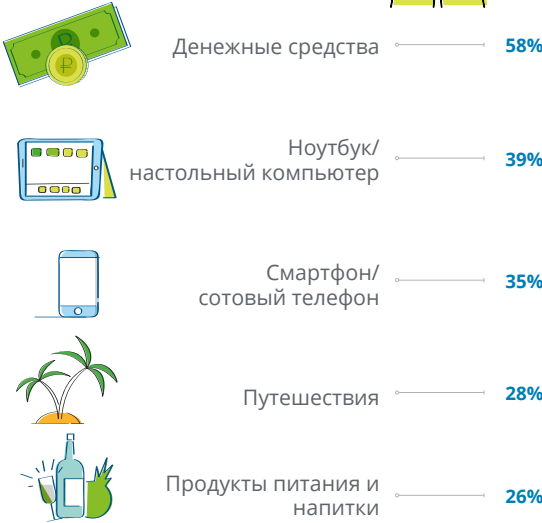 Денежные средства 58%
Ноутбук/
настольный компьютер 39%
Смартфон/
сотовый телефон 35%
Путешествия 28%
Продукты питания и
напитки 26%